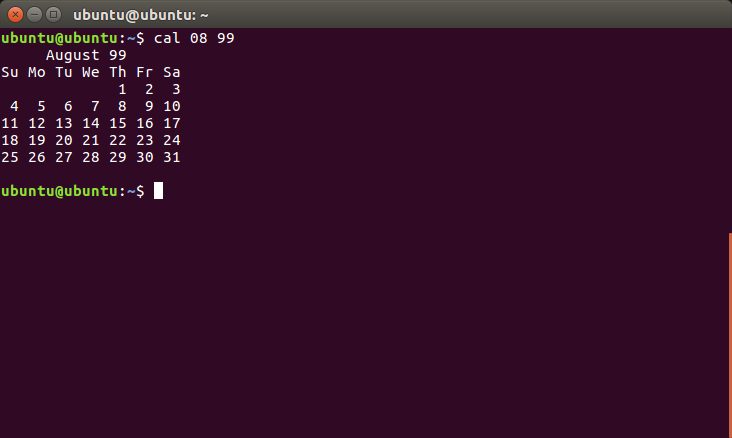 ubuntu@ubuntu: ~
ubuntu@ubuntu:~$ cal 08 99
August 99
Su Mo Tu We Th Fr Sa
1 2 3
4 5 6 7 8 9 10
11 12 13 14 15 16 17
18 19 20 21 22 23 24
25 26 27 28 29 30 31
ubuntu@ubuntu:~$